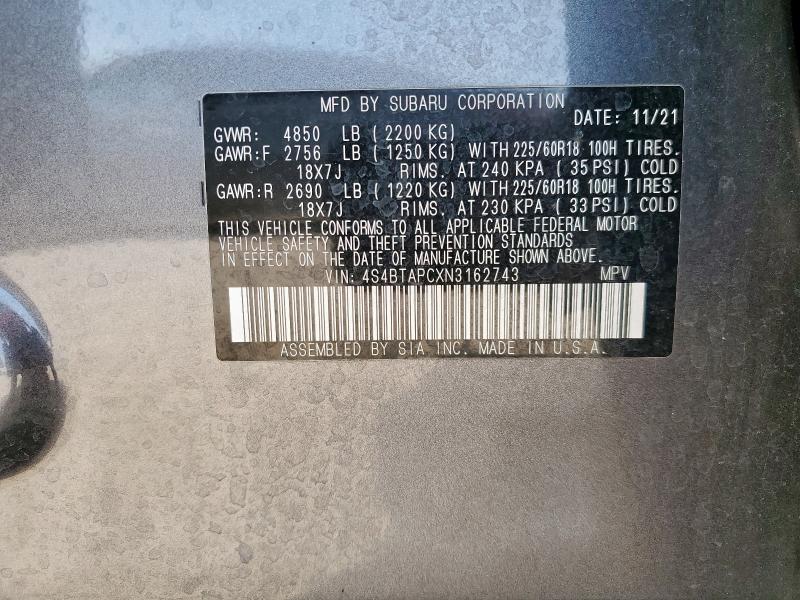 MFD BY SUBARU CORPORATION
DATE: 11/21
GVWR: 4850 LB (2200 KG)
GAWR:F 2756 LB (1250 KG) WITH 225/60R18 100H TIRES.
18X7J RIMS. AT 240 KPA (35 PSI) COLD
GAWR:R 2690 LB (1220 KG) WITH 225/60R18 100H TIRES.
18X7J RIMS. AT 230 KPA (33 PSI) COLD
THIS VEHICLE CONFORMS TO ALL APPLICABLE FEDERAL MOTOR
VEHICLE SAFETY AND THEFT PREVENTION STANDARDS
IN EFFECT ON THE DATE OF MANUFACTURE SHOWN ABOVE.
VIN: 4S4BTAPCXN3162743 MPV
ASSEMBLED BY SIA INC. MADE IN U.S.A.